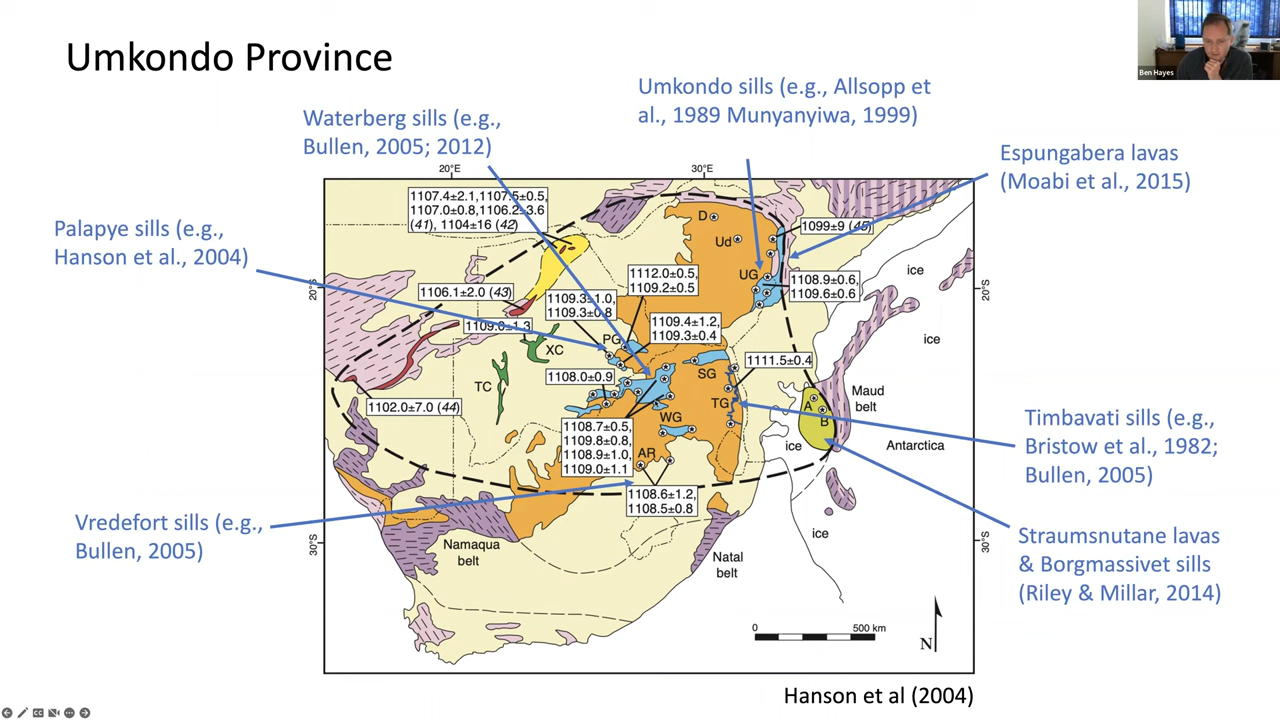 Umkondo Province
Ben Hayes
Umkondo sills (e.g., Allsopp et
al., 1989 Munyanyiwa, 1999)
Waterberg sills (e.g.,
Bullen, 2005; 2012)
Espungabera lavas
(Moabi et al., 2015)
Palapye sills (e.g.,
Hanson et al., 2004)
20°E
30°E
1107.4±2.1, 1107.5±0.5,
1107.0±0.8, 1106.2±3.6
(41), 1104±16 (42)
D
1099±9 (45)
Ud
ice
UG
1112.0±0.5,
1109.2±0.5
1108.9±0.6,
1109.6±0.6
20°S
20°S
1106.1±2.0 (43)
1109.3±1.0,
1109.3±0.8
1109.0±1.3
1109.4±1.2,
1109.3±0.4
ice
PG
XC
1111.5±0.4
SG
1108.0±0.9
TC
Maud
belt
1102.0±7.0 (44)
TG
A
B
WG
1108.7±0.5,
1109.8±0.8,
1108.9±1.0,
1109.0±1.1
ice
Antarctica
AR
Timbavati sills (e.g.,
Bristow et al., 1982;
Bullen, 2005)
1108.6±1.2,
1108.5±0.8
Vredefort sills (e.g.,
Bullen, 2005)
ice
30°S
30°S
Namaqua
belt
Natal
belt
Straumsnutane lavas
& Borgmassivet sills
(Riley & Millar, 2014)
0
500 km
N
Hanson et al (2004)